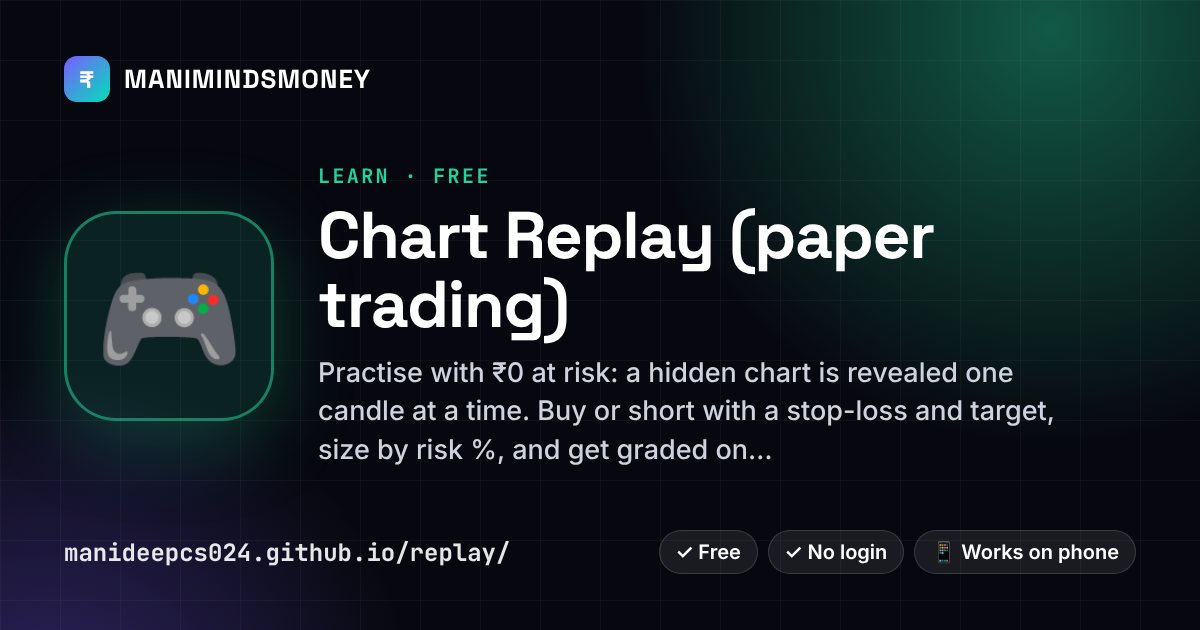 ₹ MANIMINDSMONEY
LEARN · FREE
Chart Replay (paper
trading)
Practise with ₹0 at risk: a hidden chart is revealed one
candle at a time. Buy or short with a stop-loss and target,
size by risk %, and get graded on...
manideepcs024.github.io/replay/
✓ Free
✓ No login
📱 Works on phone